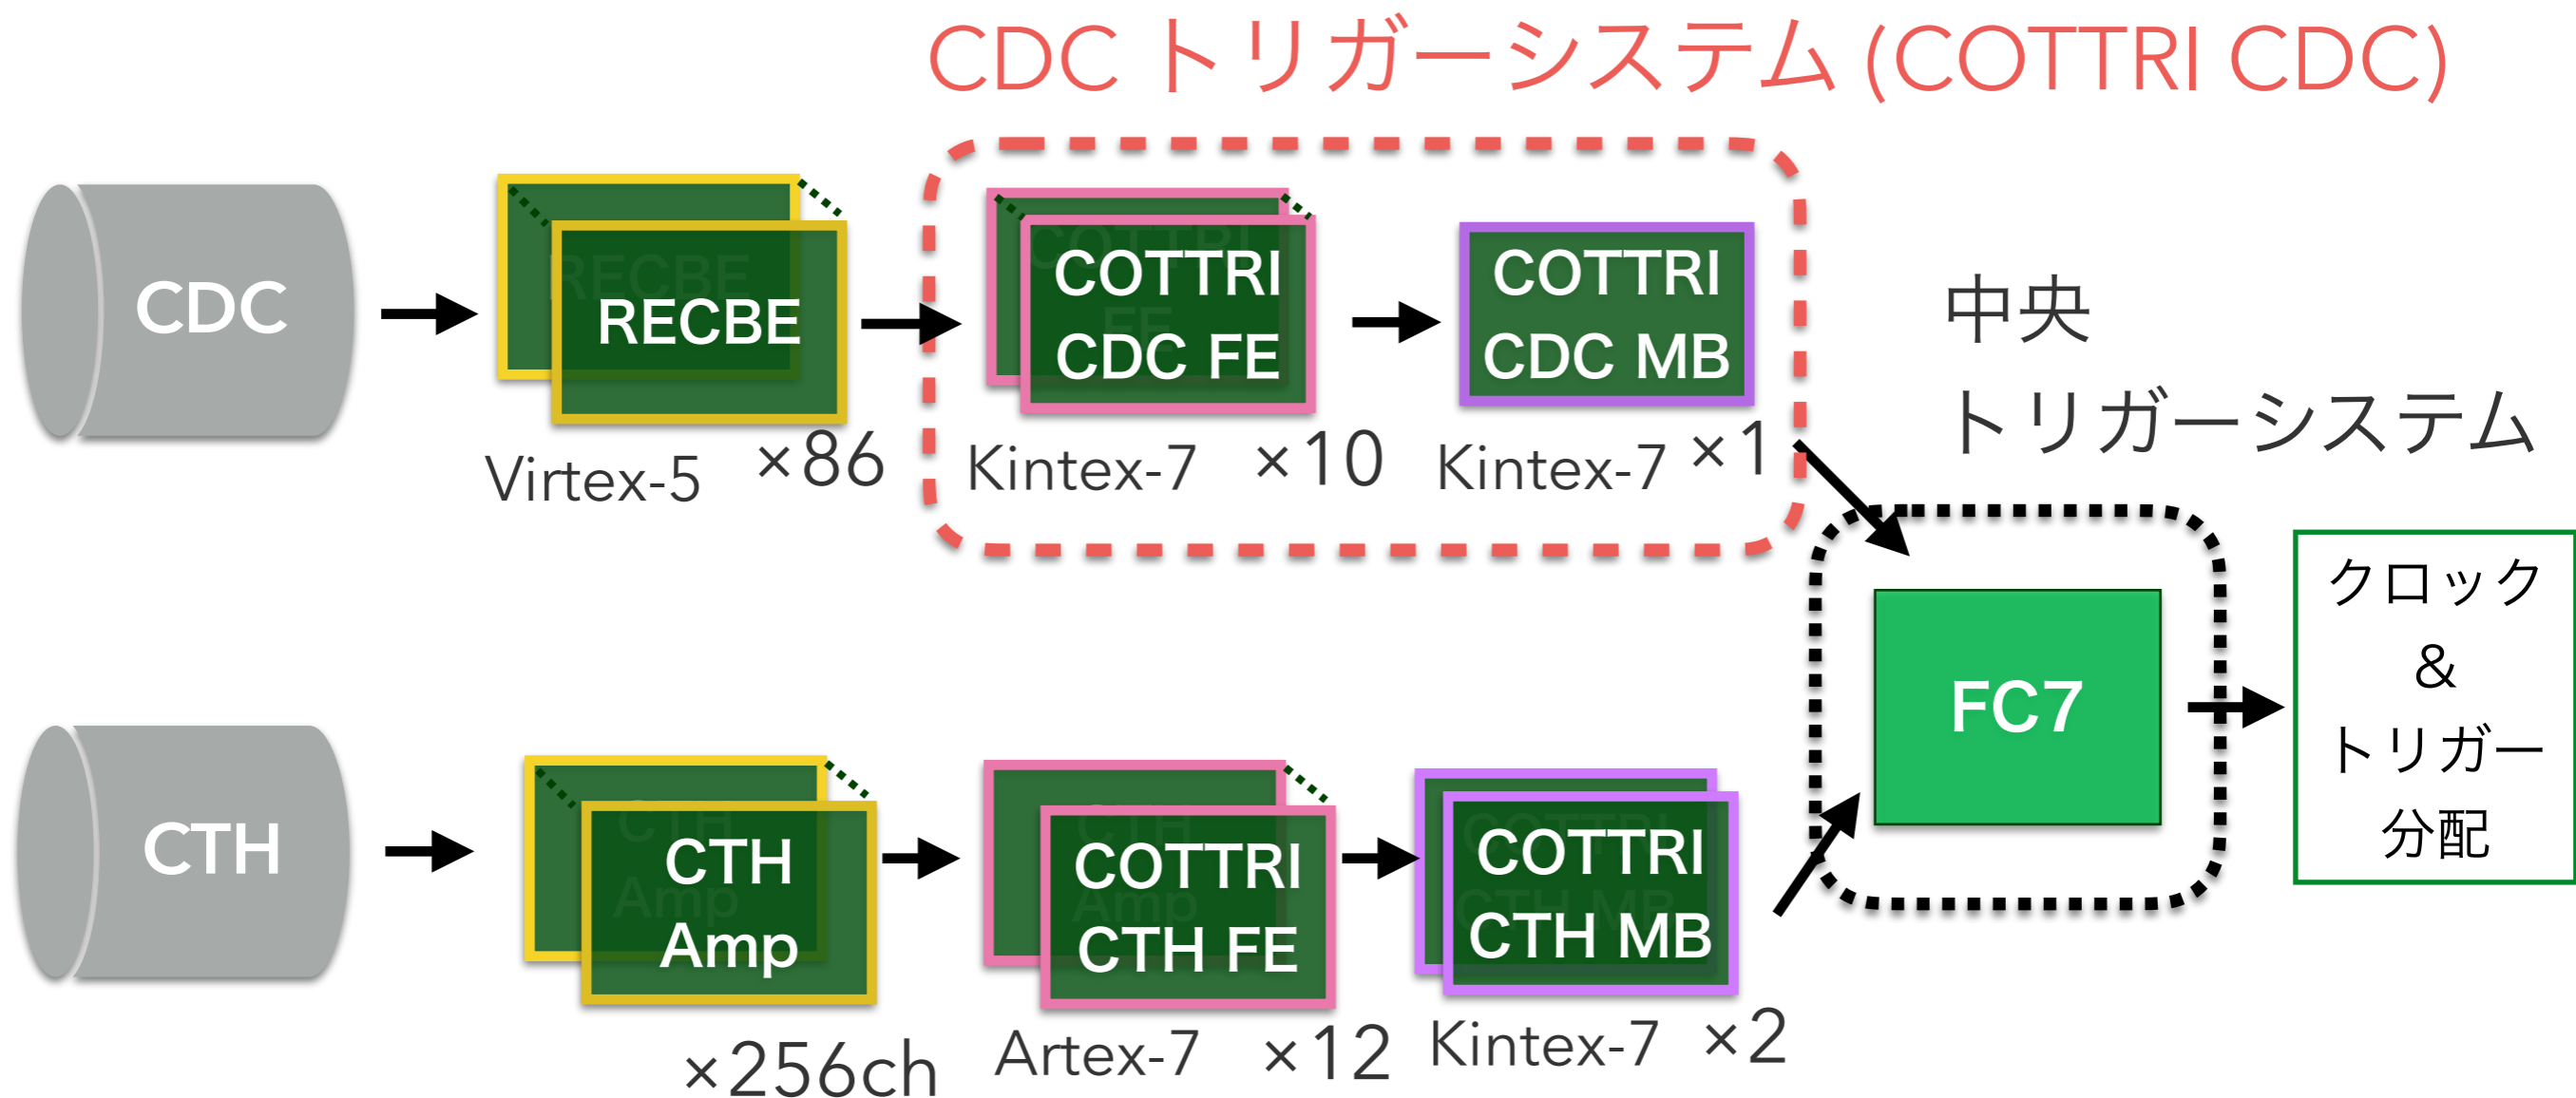 CDC トリガーシステム (COTTRI CDC)
CDC
RECBE
Virtex-5
×86
COTTRI
CDC FE
Kintex-7
×10
COTTRI
CDC MB
Kintex-7
×1
中央
トリガーシステム
FC7
クロック
&
トリガー
分配
CTH
CTH
Amp
×256ch
COTTRI
CTH FE
Artex-7
×12
COTTRI
CTH MB
Kintex-7
×2